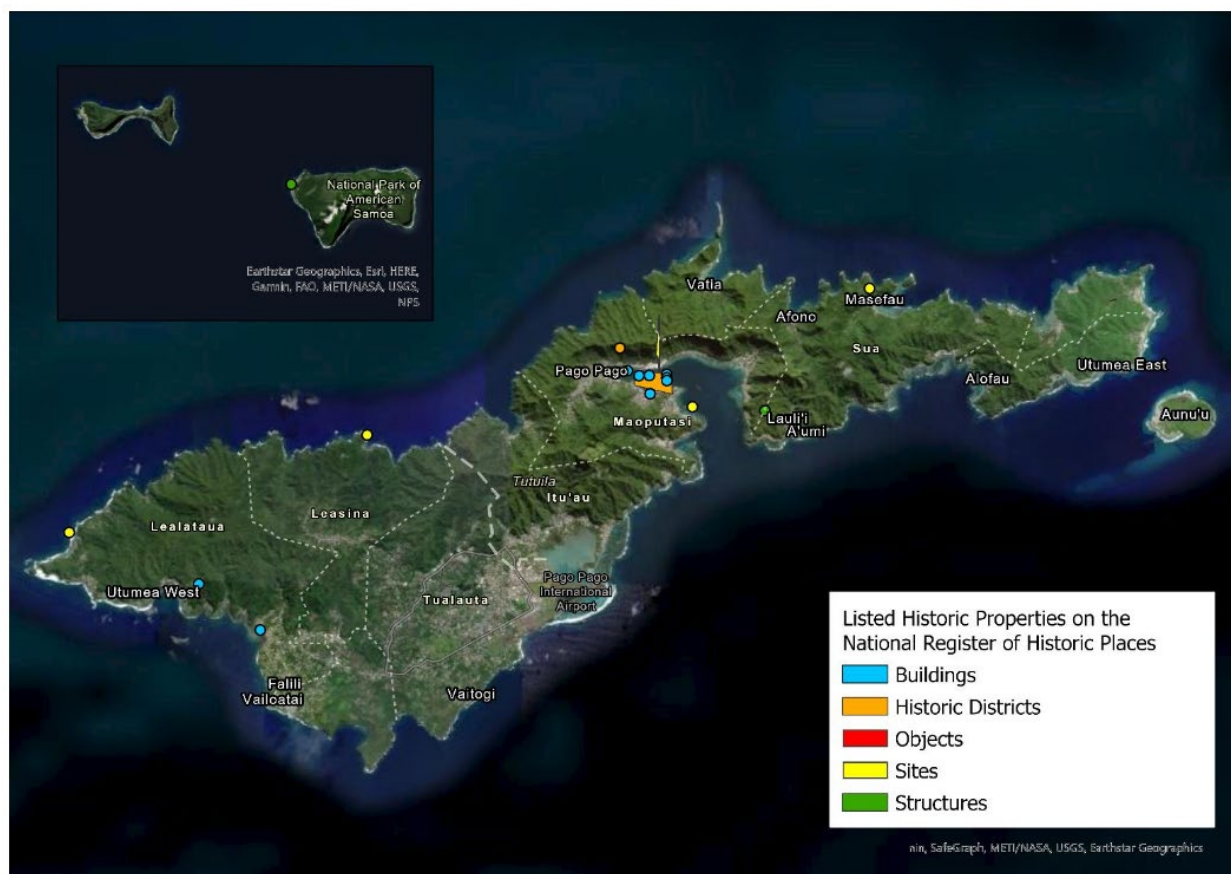 National Park of
American
Samoa
Earthstar Geographics, Esri, HERE,
Garmin, FAO, METI/NASA, USGS,
NPS
Vatia
Masefau
Afono
Sua
Pago Pago
Utumea East
Alofau
Lauli'i
A'umi
Aunu'u
Maoputasi
Tutuila
Itu'au
Leasina
Lealataua
Utumea West
Pago Pago
International
Airport
Tualauta
Falili
Vailoatai
Vaitogi
Listed Historic Properties on the
National Register of Historic Places
Buildings
Historic Districts
Objects
Sites
Structures
nin, SafeGraph, METI/NASA, USGS, Earthstar Geographics